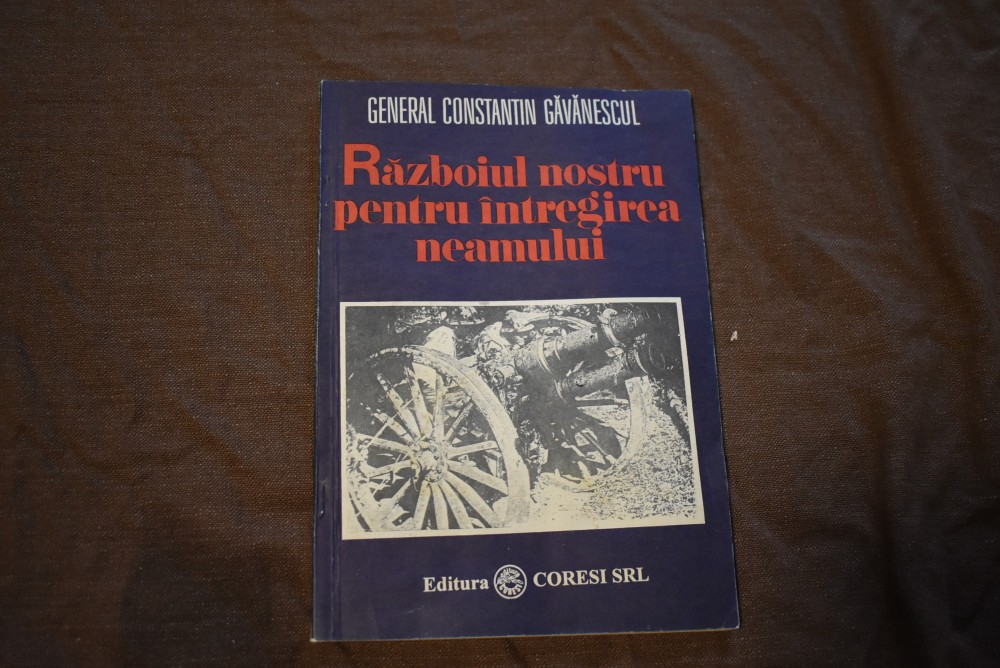 GENERAL CONSTANTIN GĂVĂNESCUL
Războiul nostru
pentru întregirea
neamului
Editura CORESI SRL